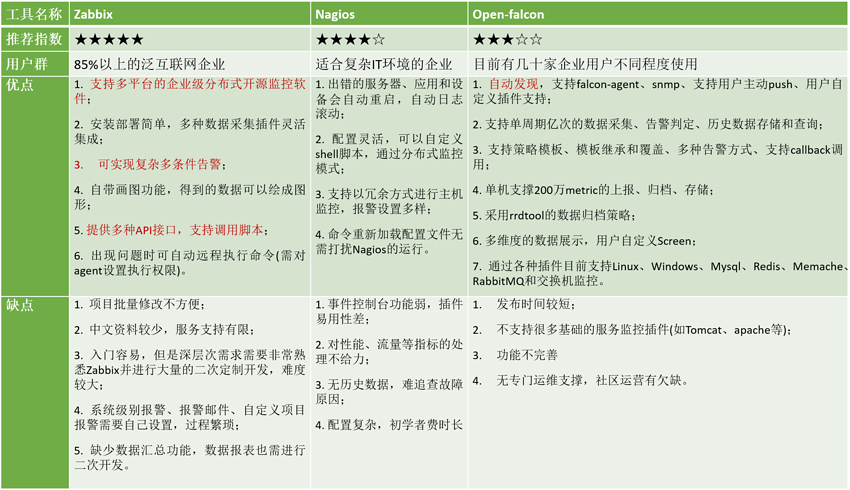 工具名称 Zabbix Nagios Open-falcon
推荐指数 ★★★★★ ★★★★☆ ★★★☆☆
用户群 85%以上的泛互联网企业 适合复杂IT环境的企业 目前有几十家企业用户不同程度使用
优点
1. 支持多平台的企业级分布式开源监控软
件；
2. 安装部署简单，多种数据采集插件灵活
集成；
3. 可实现复杂多条件告警；
4. 自带画图功能，得到的数据可以绘成图
形；
5. 提供多种API接口，支持调用脚本；
6. 出现问题时可自动远程执行命令(需对
agent设置执行权限)。
1. 出错的服务器、应用和设
备会自动重启，自动日志
滚动；
2. 配置灵活，可以自定义
shell脚本，通过分布式监控
模式；
3. 支持以冗余方式进行主机
监控，报警设置多样；
4. 命令重新加载配置文件无
需打扰Nagios的运行。
1. 自动发现，支持falcon-agent、snmp、支持用户主动push、用户自
定义插件支持；
2. 支持单周期亿次的数据采集、告警判定、历史数据存储和查询；
3. 支持策略模板、模板继承和覆盖、多种告警方式、支持callback调
用；
4. 单机支撑200万metric的上报、归档、存储；
5. 采用rrdtool的数据归档策略；
6. 多维度的数据展示，用户自定义Screen；
7. 通过各种插件目前支持Linux、Windows、Mysql、Redis、Memache、
RabbitMQ和交换机监控。
缺点
1. 项目批量修改不方便；
2. 中文资料较少，服务支持有限；
3. 入门容易，但是深层次需求需要非常熟
悉Zabbix并进行大量的二次定制开发，难度
较大；
4. 系统级别报警、报警邮件、自定义项目
报警需要自己设置，过程繁琐；
5. 缺少数据汇总功能，数据报表也需进行
二次开发。
1. 事件控制台功能弱，插件
易用性差；
2. 对性能、流量等指标的处
理不给力；
3. 无历史数据，难追查故障
原因；
4. 配置复杂，初学者费时长
1. 发布时间较短；
2. 不支持很多基础的服务监控插件(如Tomcat、apache等)；
3. 功能不完善
4. 无专门运维支撑，社区运营有欠缺。